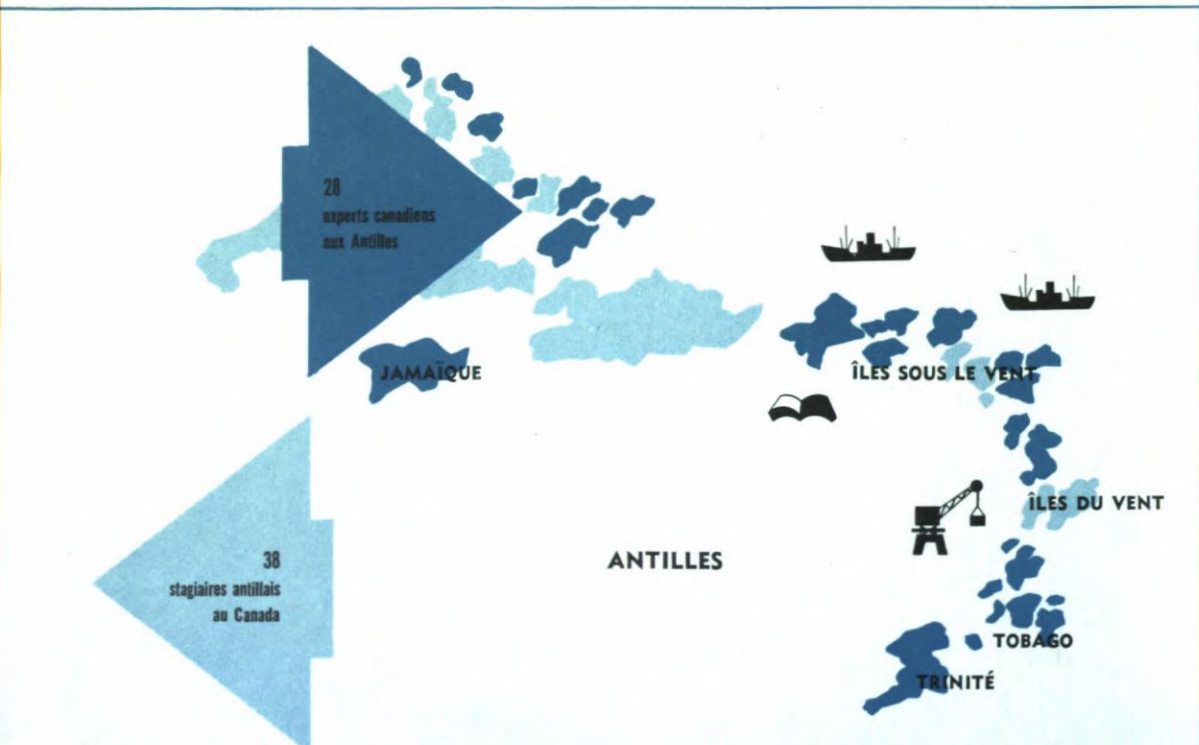 28
experts canadiens
aux Antilles
JAMAÏQUE
ÎLES SOUS LE VENT
ÎLES DU VENT
ANTILLES
38
stagiaires antillais
au Canada
TOBAGO
TRINITÉ